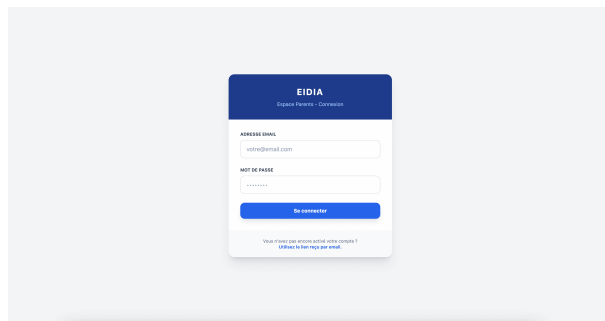 EIDIA
Espace Parents - Connexion
ADRESSE EMAIL
votre@email.com
MOT DE PASSE
--------
Se connecter
Vous n'avez pas encore activé votre compte ?
Utilisez le lien reçu par email.